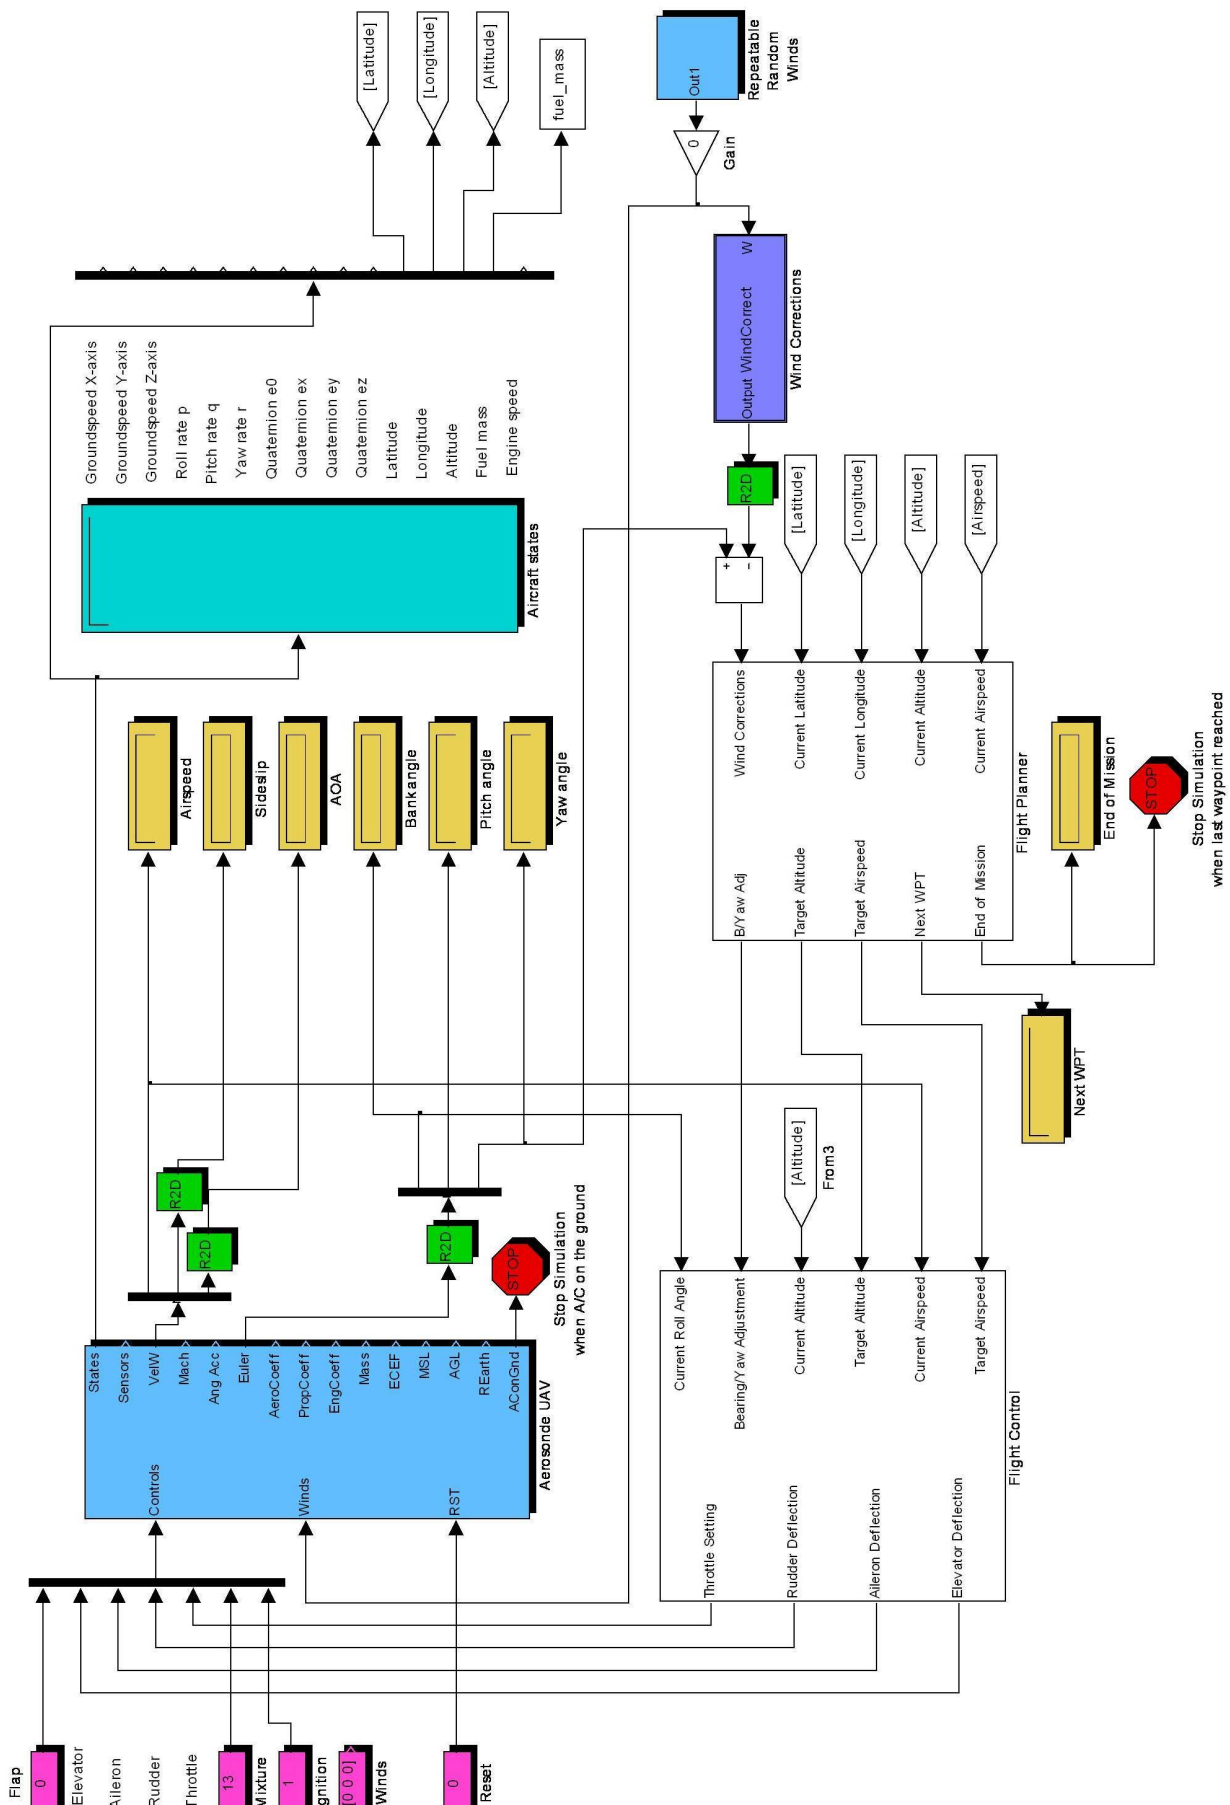 Flap
0
Elevator
Aileron
Rudder
Throttle
13
Mixture
1
gnition
[0 0 0]
Winds
0
Reset
Controls
Winds
RST
States
Sensors
VelW
Mach
Ang Acc
Euler
AeroCoeff
PropCoeff
EngCoeff
Mass
ECEF
MSL
AGL
REarth
AConGnd
Aerosonde UAV
R2D
R2D
R2D
STOP
Stop Simulation
when A/C on the ground
Airspeed
Sideslip
AOA
Bankangle
Pitch angle
Yaw angle
Aircraft states
Groundspeed X-axis
Groundspeed Y-axis
Groundspeed Z-axis
Roll rate p
Pitch rate q
Yaw rate r
Quaternion e0
Quaternion ex
Quaternion ey
Quaternion ez
Latitude
Longitude
Altitude
Fuel mass
Engine speed
[Latitude]
[Longitude]
[Altitude]
fuel_mass
Throttle Setting
Rudder Deflection
Aileron Deflection
Elevator Deflection
Current Roll Angle
Bearing/Yaw Adjustment
Current Altitude
Target Altitude
Current Airspeed
Target Airspeed
Flight Control
[Altitude]
From3
Next WPT
B/Yaw Adj
Target Altitude
Target Airspeed
Next WPT
End of Mission
Wind Corrections
Current Latitude
Current Longitude
Current Altitude
Current Airspeed
Flight Planner
End of Mission
STOP
Stop Simulation
when last waypoint reached
+
−
R2D
[Latitude]
[Longitude]
[Altitude]
[Airspeed]
Output WindCorrect
W
Wind Corrections
0
Gain
Out1
Repeatable
Random
Winds